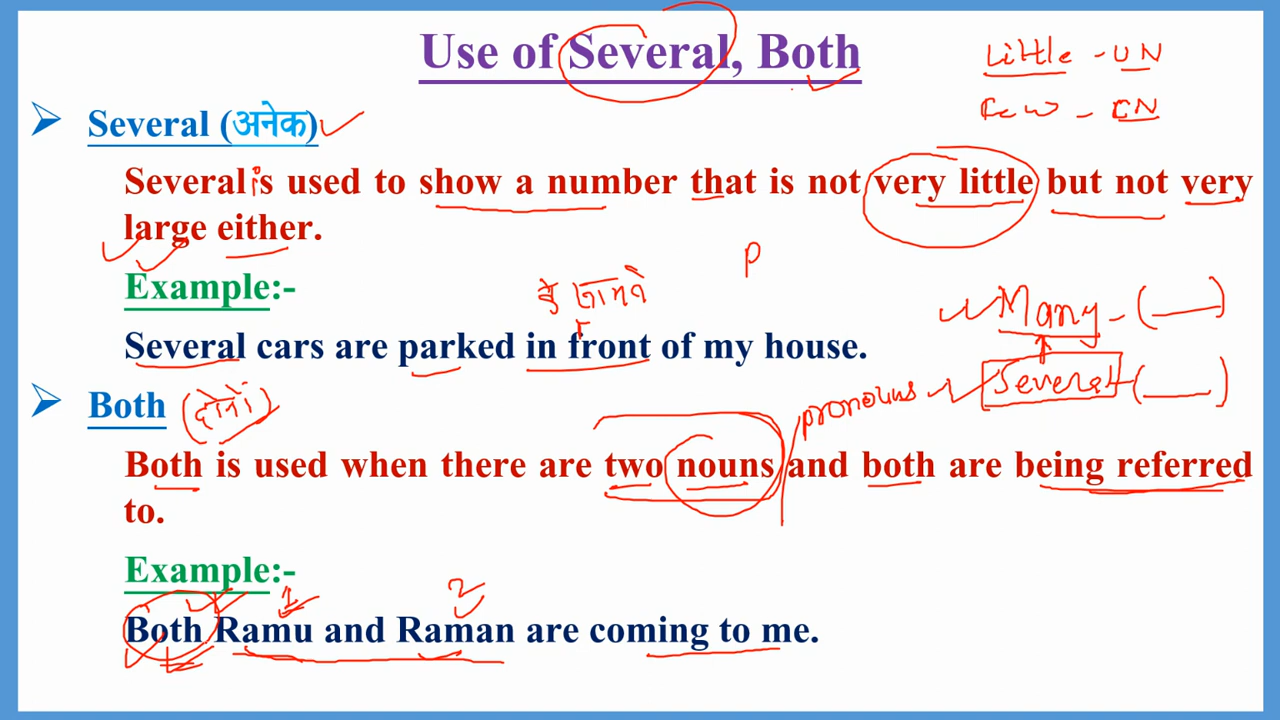 Use of Several, Both
Little - UN
Few - CN
Several (अनेक)
Several is used to show a number that is not very little but not very
large either.
Example:-
P
Many - ( )
Several cars are parked in front of my house.
Several ( )
pronouns
Both (दोनों)
Both is used when there are two nouns and both are being referred
to.
Example:-
1 2
Both Ramu and Raman are coming to me.